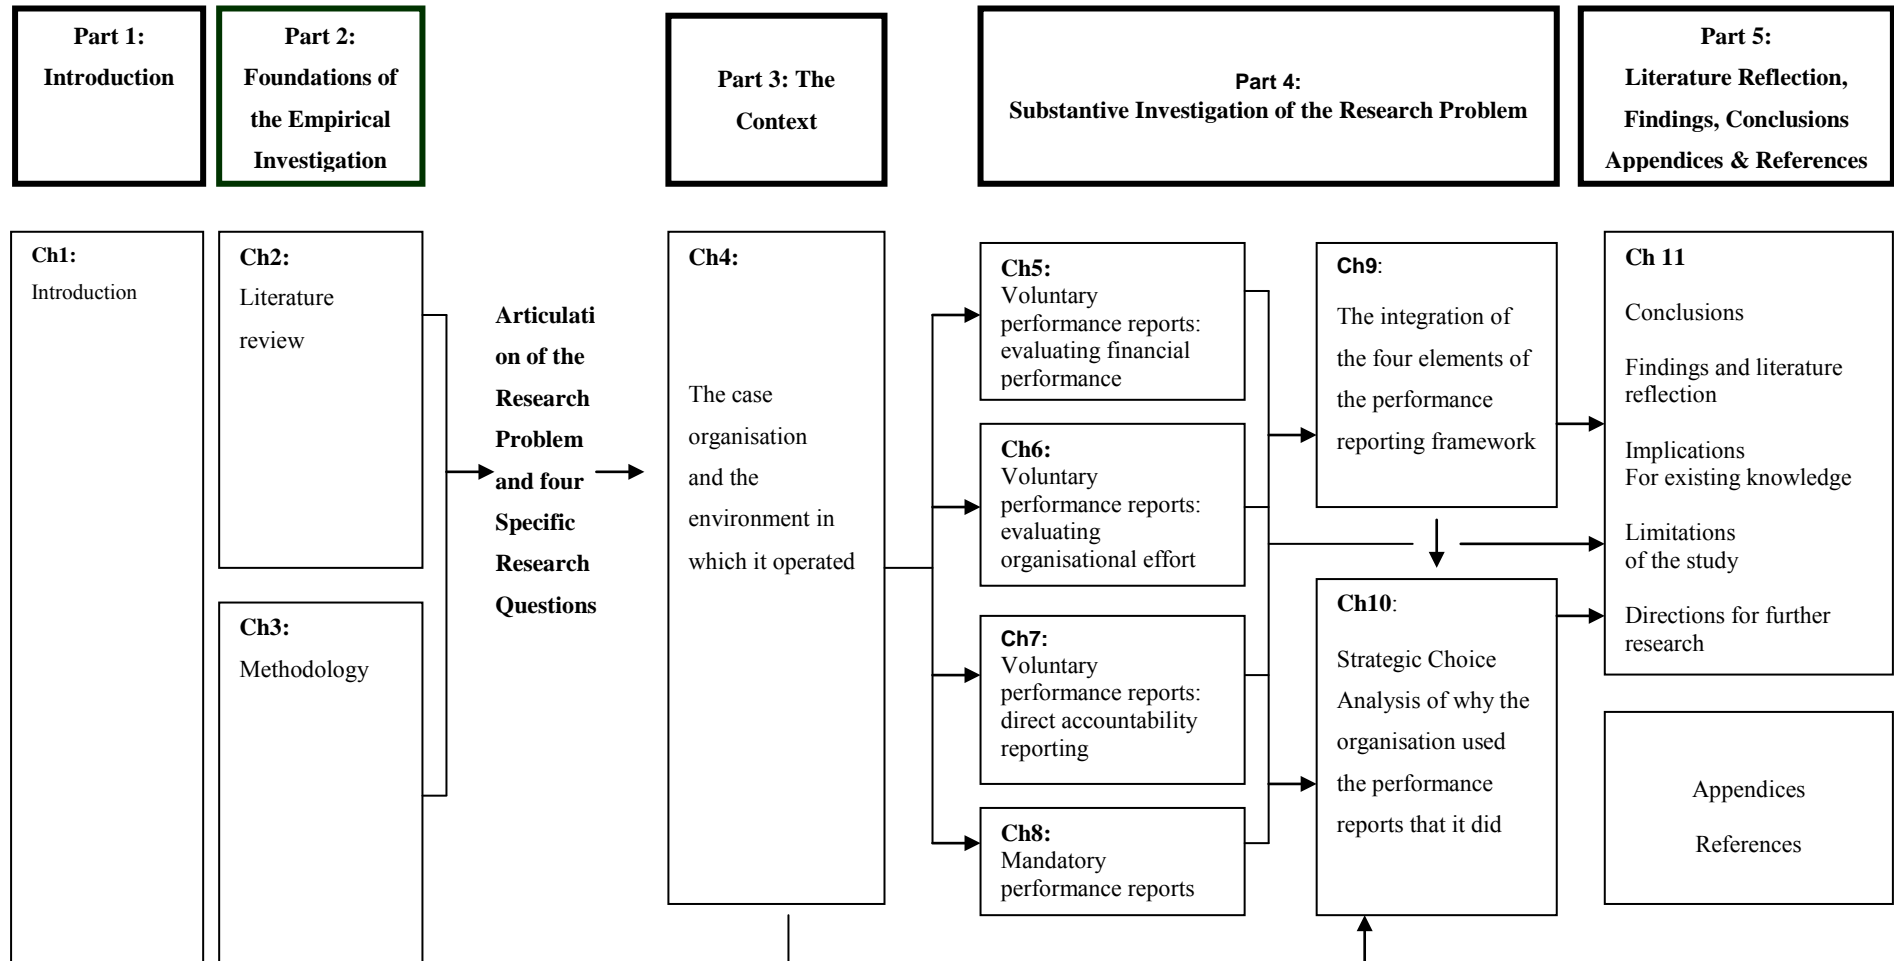 Part 1:
Introduction
Part 2:
Foundations of
the Empirical
Investigation
Part 3: The
Context
Part 4:
Substantive Investigation of the Research Problem
Part 5:
Literature Reflection,
Findings, Conclusions
Appendices & References
Ch1:
Introduction
Ch2:
Literature
review
Ch3:
Methodology
Articulati
on of the
Research
Problem
and four
Specific
Research
Questions
Ch4:
The case
organisation
and the
environment in
which it operated
Ch5:
Voluntary
performance reports:
evaluating financial
performance
Ch6:
Voluntary
performance reports:
evaluating
organisational effort
Ch7:
Voluntary
performance reports:
direct accountability
reporting
Ch8:
Mandatory
performance reports
Ch9:
The integration of
the four elements of
the performance
reporting framework
Ch10:
Strategic Choice
Analysis of why the
organisation used
the performance
reports that it did
Ch 11
Conclusions
Findings and literature
reflection
Implications
For existing knowledge
Limitations
of the study
Directions for further
research
Appendices
References